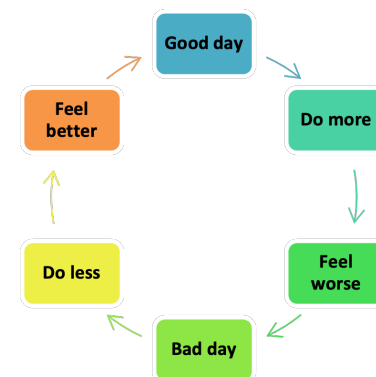 Good day
Do more
Feel
worse
Bad day
Do less
Feel
better